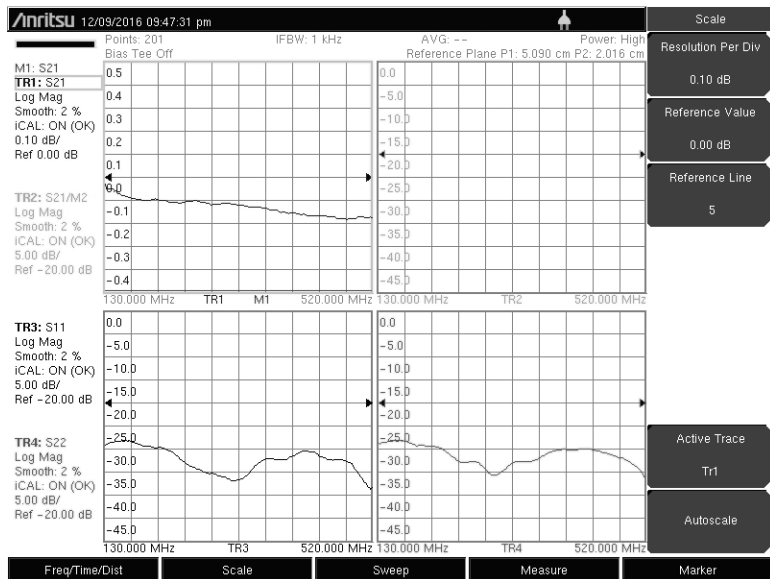 /Inritsu 12/09/2016 09:47:31 pm
Points: 201 IFBW: 1 kHz AVG: -- Power: High
Bias Tee Off Reference Plane P1: 5.090 cm P2: 2.016 cm
M1: S21
TR1: S21
Log Mag
Smooth: 2 %
iCAL: ON (OK)
0.10 dB/
Ref 0.00 dB
TR2: S21/M2
Log Mag
Smooth: 2 %
iCAL: ON (OK)
5.00 dB/
Ref -20.00 dB
0.5
0.4
0.3
0.2
0.1
0.0
-0.1
-0.2
-0.3
-0.4
130.000 MHz TR1 M1 520.000 MHz
0.0
-5.0
-10.0
-15.0
-20.0
-25.0
-30.0
-35.0
-40.0
-45.0
130.000 MHz TR2 520.000 MHz
TR3: S11
Log Mag
Smooth: 2 %
iCAL: ON (OK)
5.00 dB/
Ref -20.00 dB
TR4: S22
Log Mag
Smooth: 2 %
iCAL: ON (OK)
5.00 dB/
Ref -20.00 dB
0.0
-5.0
-10.0
-15.0
-20.0
-25.0
-30.0
-35.0
-40.0
-45.0
130.000 MHz TR3 520.000 MHz
0.0
-5.0
-10.0
-15.0
-20.0
-25.0
-30.0
-35.0
-40.0
-45.0
130.000 MHz TR4 520.000 MHz
Scale
Resolution Per Div
0.10 dB
Reference Value
0.00 dB
Reference Line
5
Active Trace
Tr1
Autoscale
Freq/Time/Dist Scale Sweep Measure Marker